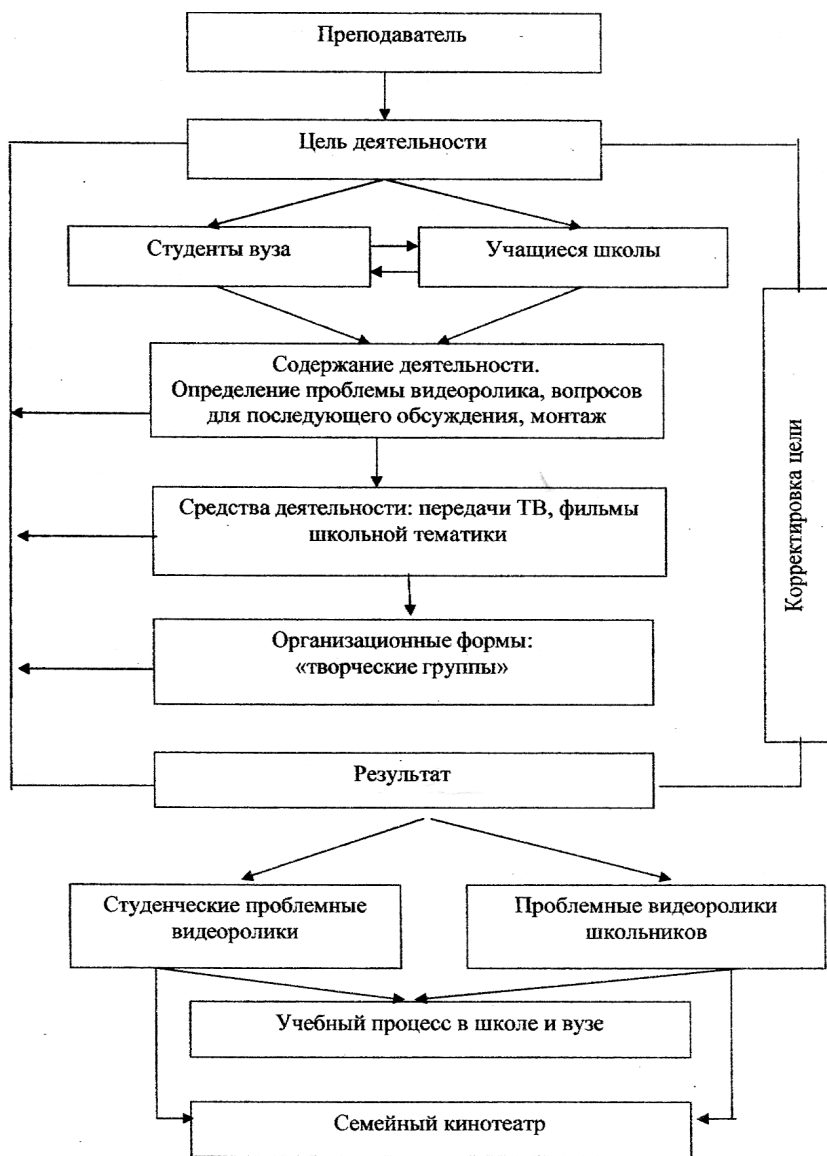 Преподаватель
Цель деятельности
Студенты вуза
Учащиеся школы
Содержание деятельности.
Определение проблемы видеоролика, вопросов
для последующего обсуждения, монтаж
Корректировка цели
Средства деятельности: передачи ТВ, фильмы
школьной тематики
Организационные формы:
«творческие группы»
Результат
Студенческие проблемные
видеоролики
Проблемные видеоролики
школьников
Учебный процесс в школе и вузе
Семейный кинотеатр